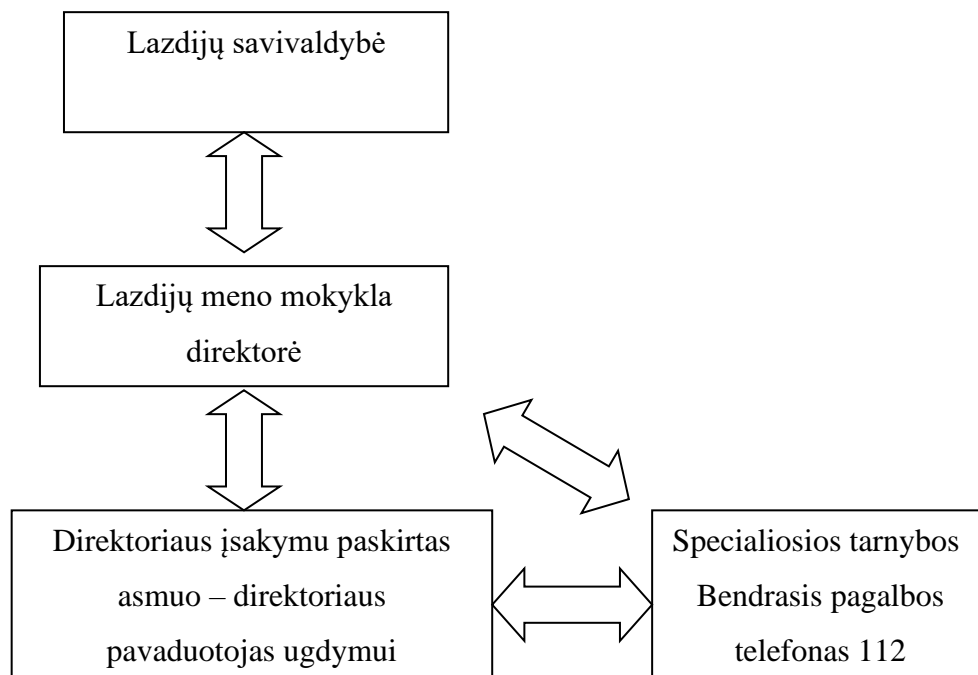 Lazdijų savivaldybė
Lazdijų meno mokykla
direktorė
Direktoriaus įsakymu paskirtas
asmuo – direktoriaus
pavaduotojas ugdymui
Specialiosios tarnybos
Bendrasis pagalbos
telefonas 112